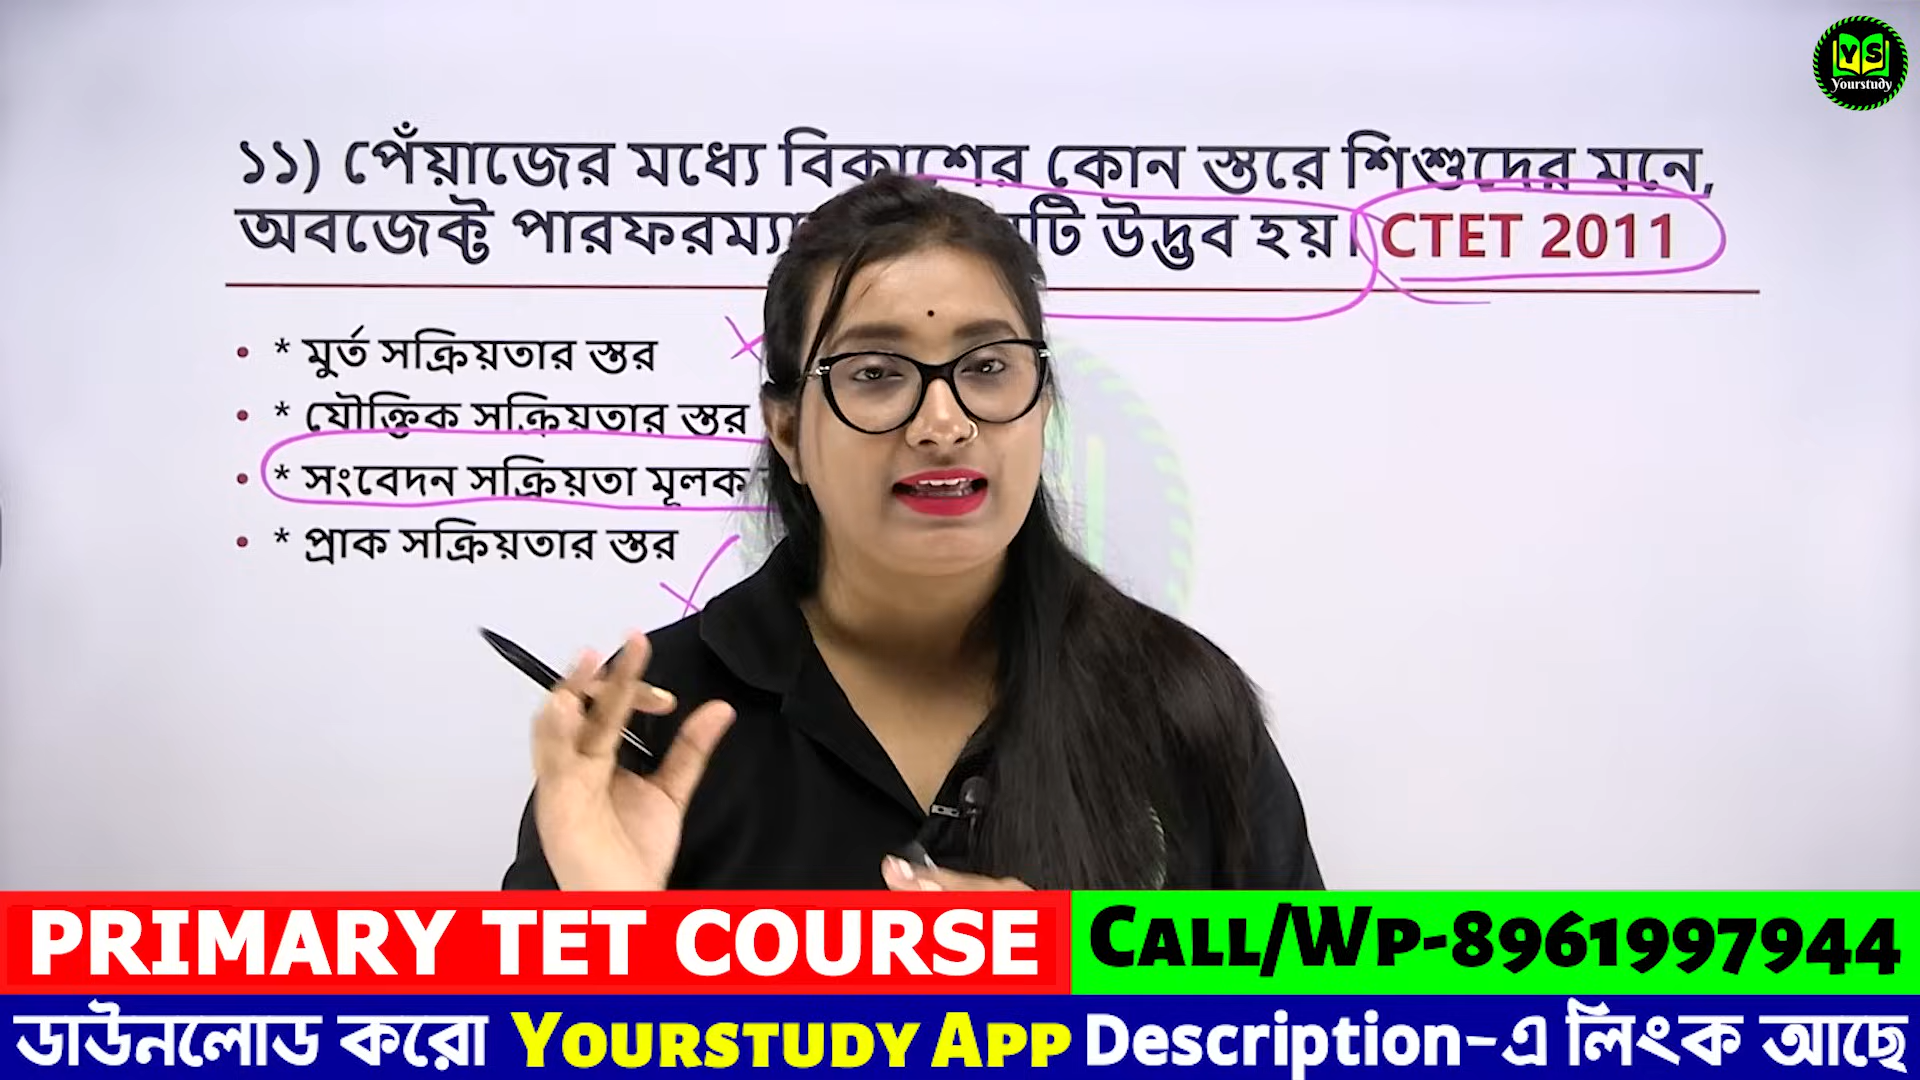 YS
Yourstudy
১১) পেঁয়াজের মধ্যে বিকাশের কোন স্তরে শিশুদের মনে,
অবজেক্ট টি উদ্ভব হয়। CTET 2011
* মুর্ত সক্রিয়তার স্তর
* যৌক্তিক সক্রিয়তার স্তর
* সংবেদন সক্রিয়তা মূলক
* প্রাক সক্রিয়তার স্তর
PRIMARY TET COURSE
CALL/WP-8961997944
ডাউনলোড করো YOURSTUDY APP Description-এ লিংক আছে